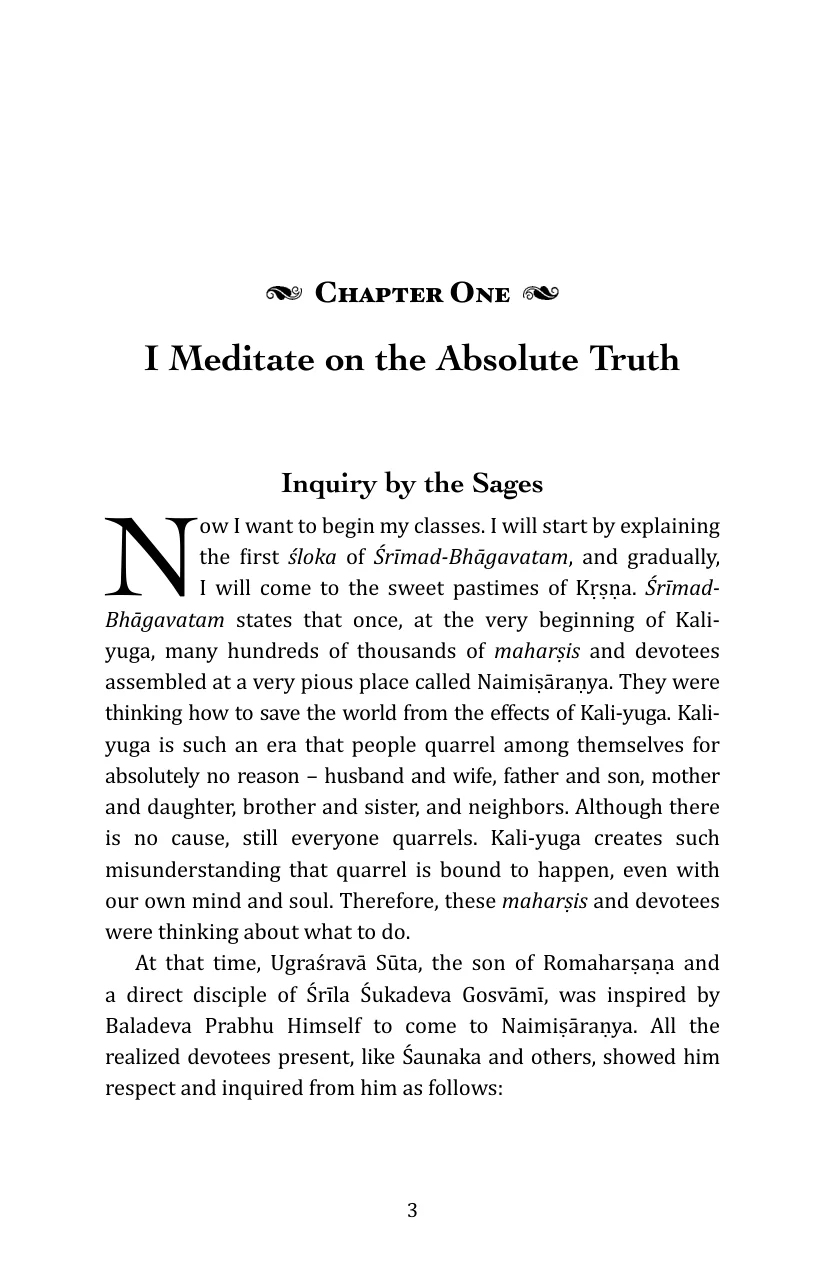 Chapter One
I Meditate on the Absolute Truth
Inquiry by the Sages
Now I want to begin my classes. I will start by explaining
the first śloka of Śrīmad-Bhāgavatam, and gradually,
I will come to the sweet pastimes of Kṛṣṇa. Śrīmad-
Bhāgavatam states that once, at the very beginning of Kali-
yuga, many hundreds of thousands of maharṣis and devotees
assembled at a very pious place called Naimiṣāraṇya. They were
thinking how to save the world from the effects of Kali-yuga. Kali-
yuga is such an era that people quarrel among themselves for
absolutely no reason – husband and wife, father and son, mother
and daughter, brother and sister, and neighbors. Although there
is no cause, still everyone quarrels. Kali-yuga creates such
misunderstanding that quarrel is bound to happen, even with
our own mind and soul. Therefore, these maharṣis and devotees
were thinking about what to do.
At that time, Ugraśravā Sūta, the son of Romaharṣaṇa and
a direct disciple of Śrīla Śukadeva Gosvāmī, was inspired by
Baladeva Prabhu Himself to come to Naimiṣāraṇya. All the
realized devotees present, like Śaunaka and others, showed him
respect and inquired from him as follows:
3